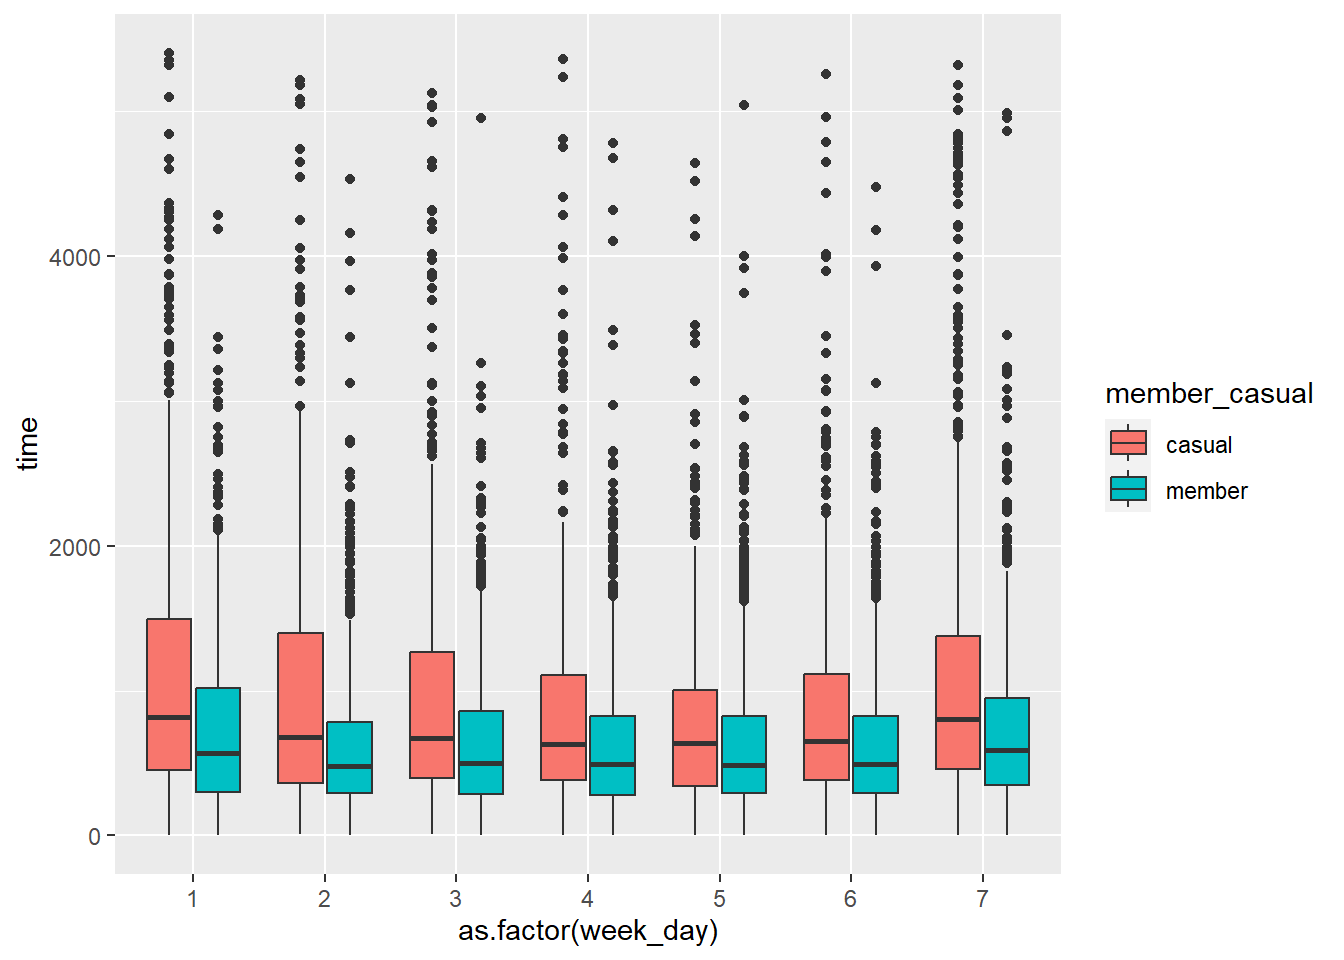 4000
2000
0
time
1 2 3 4 5 6 7
as.factor(week_day)
member_casual
casual
member